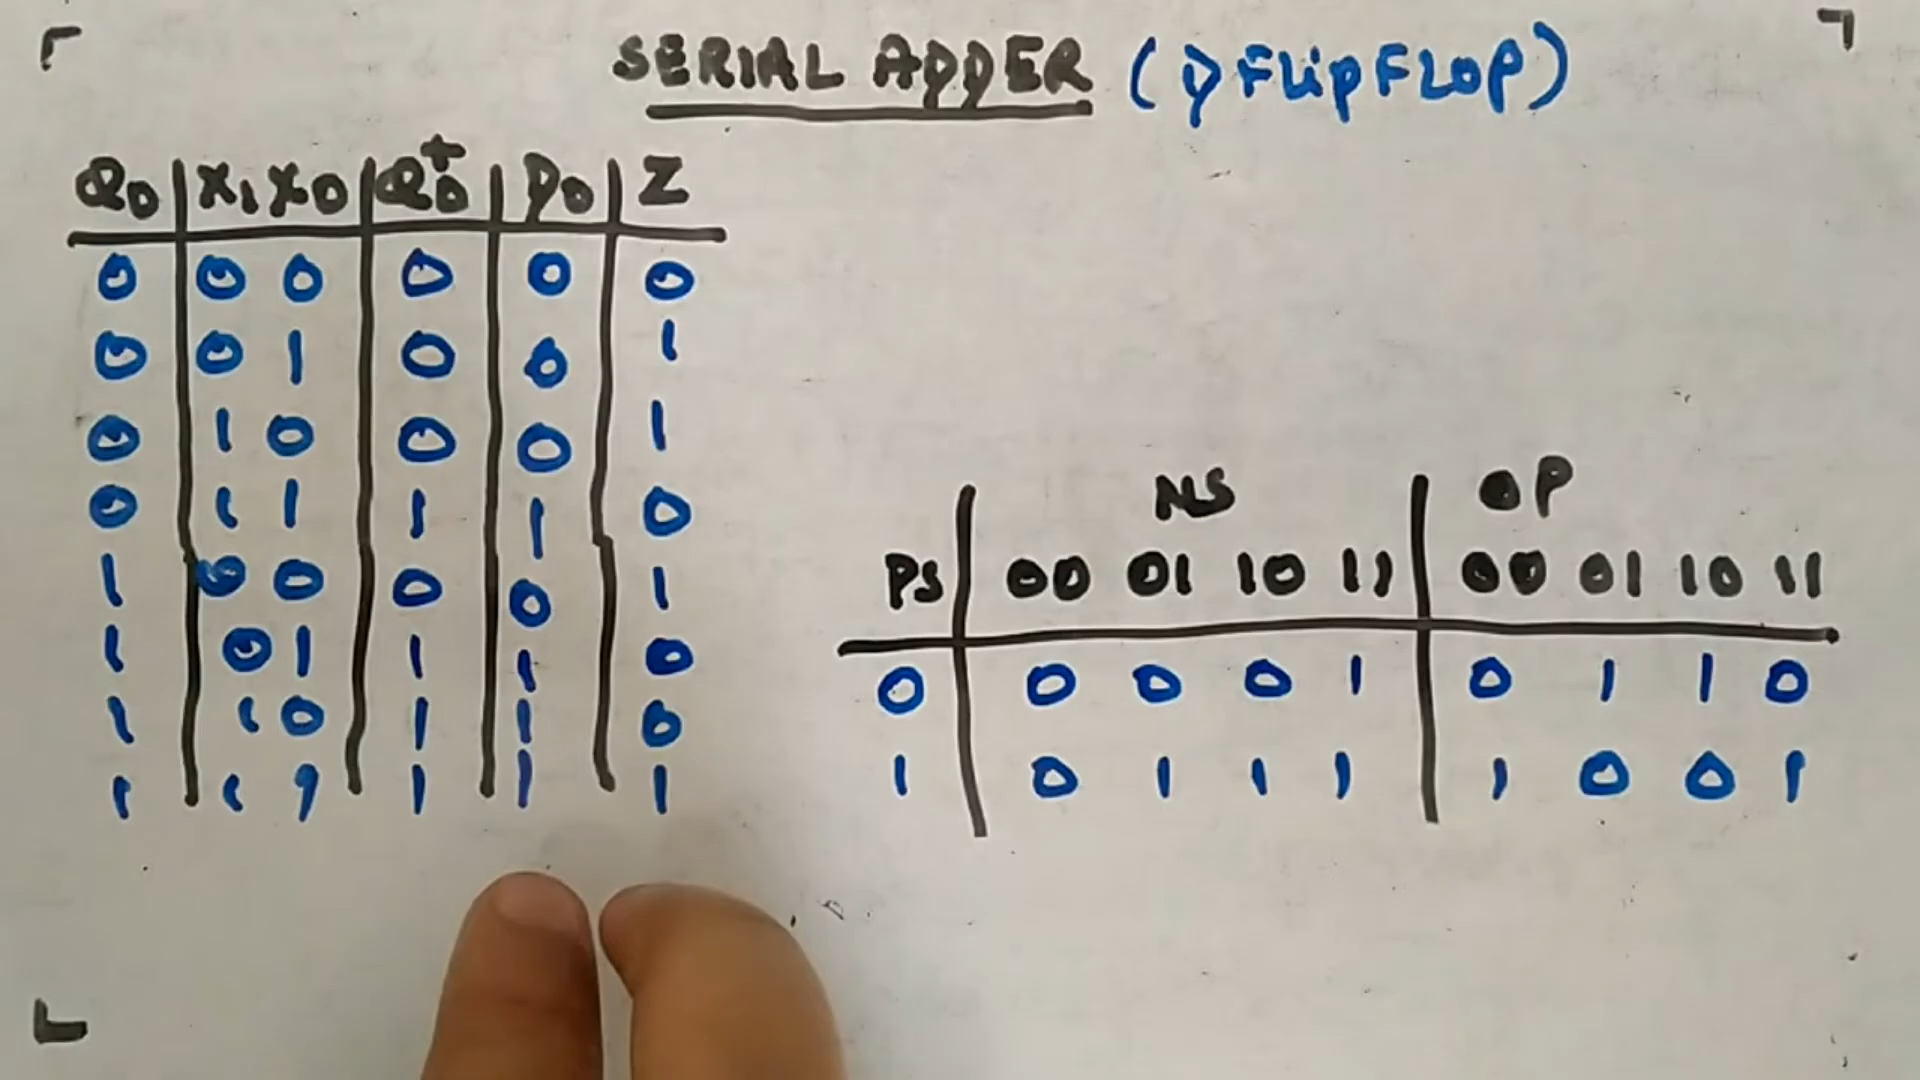 SERIAL ADDER (D FLipFLOP)
Q0 X1 X0 Q0+ D0 Z
0 0 0 0 0 0
0 0 1 0 0 1
0 1 0 0 0 1
0 1 1 1 1 0
1 0 0 0 0 1
1 0 1 1 1 0
1 1 0 1 1 0
1 1 1 1 1 1
NS OP
PS 00 01 10 11 00 01 10 11
0 0 0 0 1 0 1 1 0
1 0 1 1 1 1 0 0 1